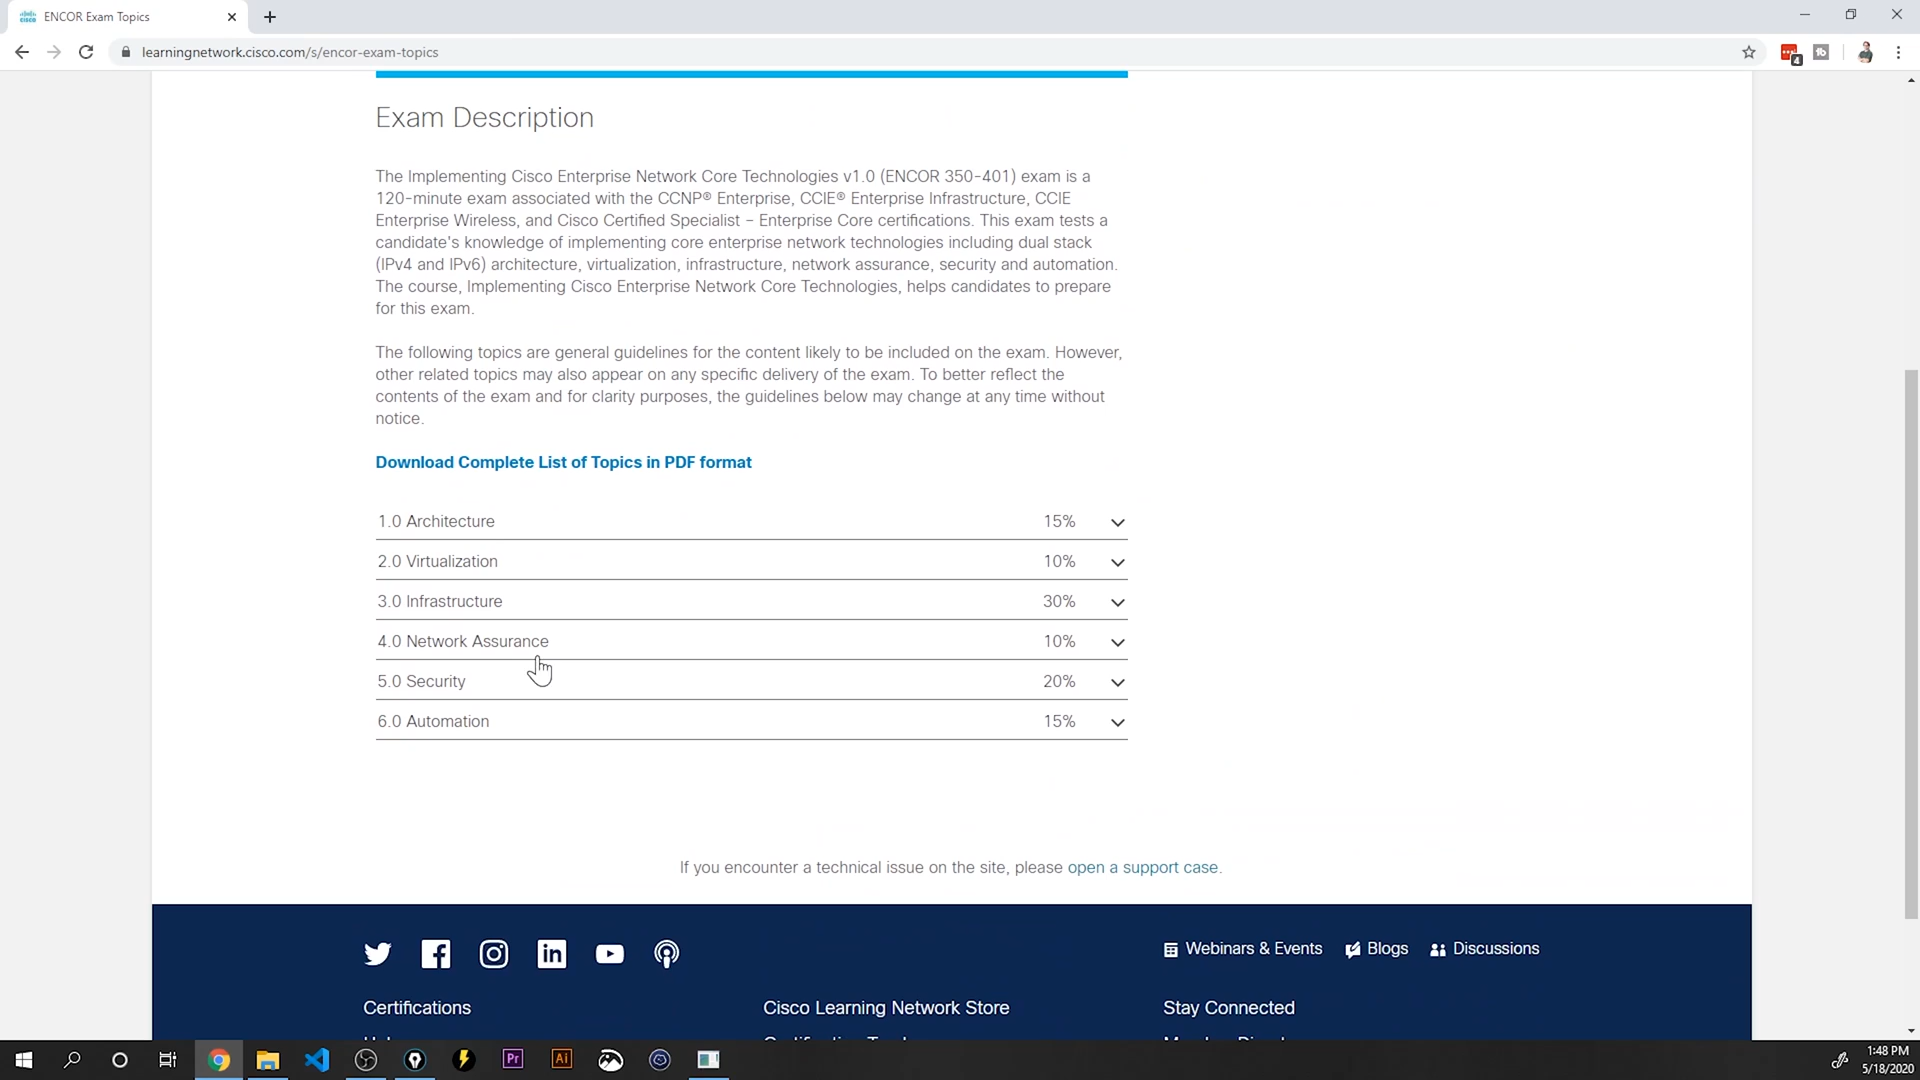 ENCOR Exam Topics
learningnetwork.cisco.com/s/encor-exam-topics
4
Exam Description
The Implementing Cisco Enterprise Network Core Technologies v1.0 (ENCOR 350-401) exam is a
120-minute exam associated with the CCNP® Enterprise, CCIE® Enterprise Infrastructure, CCIE
Enterprise Wireless, and Cisco Certified Specialist – Enterprise Core certifications. This exam tests a
candidate's knowledge of implementing core enterprise network technologies including dual stack
(IPv4 and IPv6) architecture, virtualization, infrastructure, network assurance, security and automation.
The course, Implementing Cisco Enterprise Network Core Technologies, helps candidates to prepare
for this exam.
The following topics are general guidelines for the content likely to be included on the exam. However,
other related topics may also appear on any specific delivery of the exam. To better reflect the
contents of the exam and for clarity purposes, the guidelines below may change at any time without
notice.
Download Complete List of Topics in PDF format
1.0 Architecture 15%
2.0 Virtualization 10%
3.0 Infrastructure 30%
4.0 Network Assurance 10%
5.0 Security 20%
6.0 Automation 15%
If you encounter a technical issue on the site, please open a support case.
Webinars & Events Blogs Discussions
Certifications Cisco Learning Network Store Stay Connected
Pr Ai
1:48 PM
5/18/2020